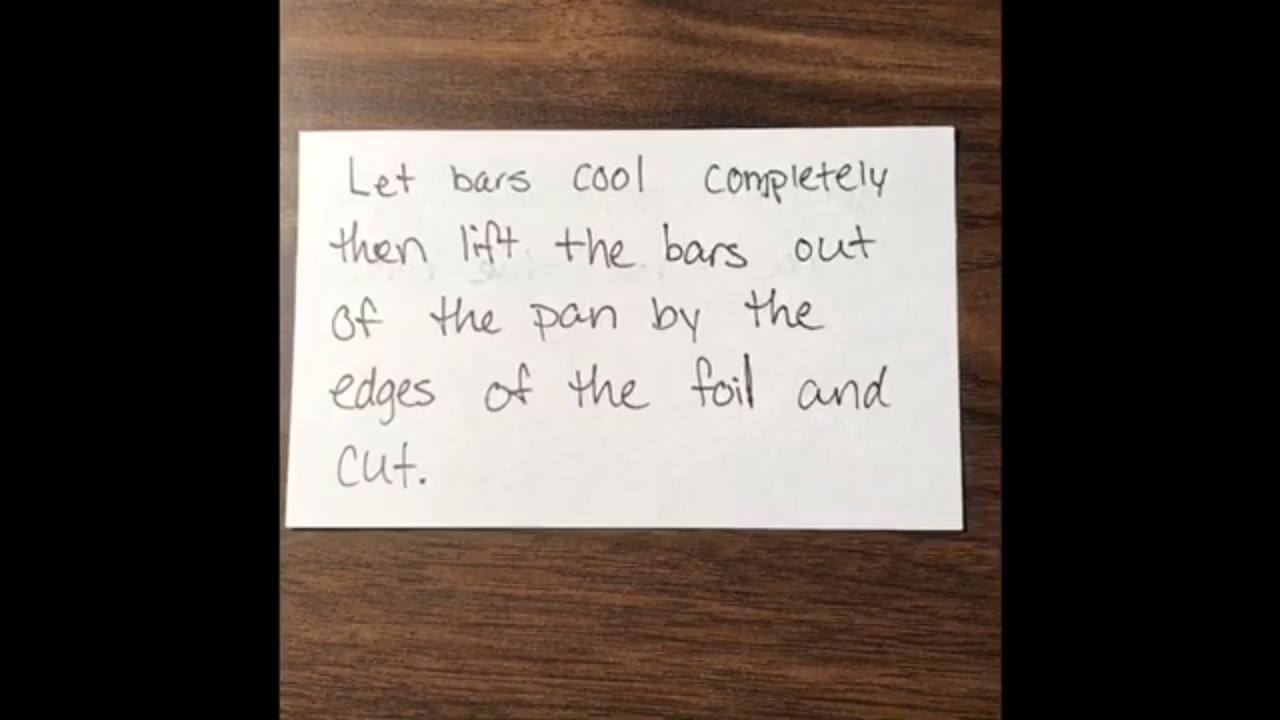 Let bars cool completely
then lift the bars out
of the pan by the
edges of the foil and
cut.